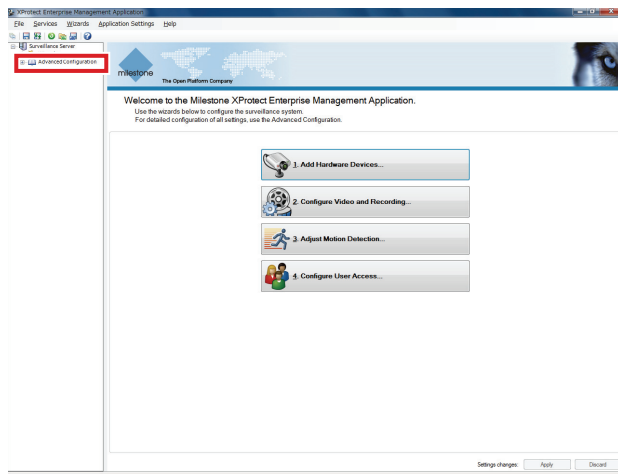 XProtect Enterprise Management Application
File Services Wizards Application Settings Help
Surveillance Server
Advanced Configuration
milestone
The Open Platform Company
Welcome to the Milestone XProtect Enterprise Management Application.
Use the wizards below to configure the surveillance system.
For detailed configuration of all settings, use the Advanced Configuration.
1. Add Hardware Devices...
2. Configure Video and Recording...
3. Adjust Motion Detection...
4. Configure User Access...
Settings changes: Apply Discard